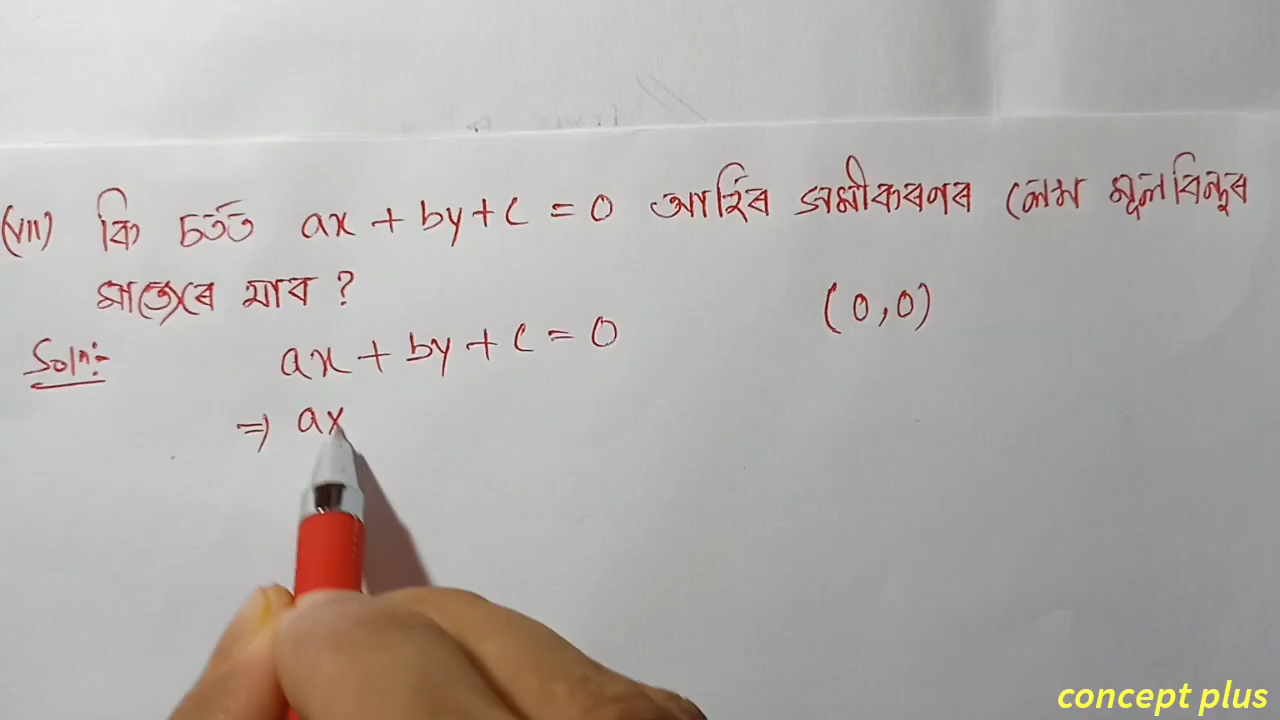 (vii) কি চৰ্তত ax + by + c = 0 আৰ্হিৰ সমীকৰণৰ লেখ মূলবিন্দুৰ
মাজেৰে যাব ?
(0,0)
Soln:- ax + by + c = 0
=> ax
concept plus